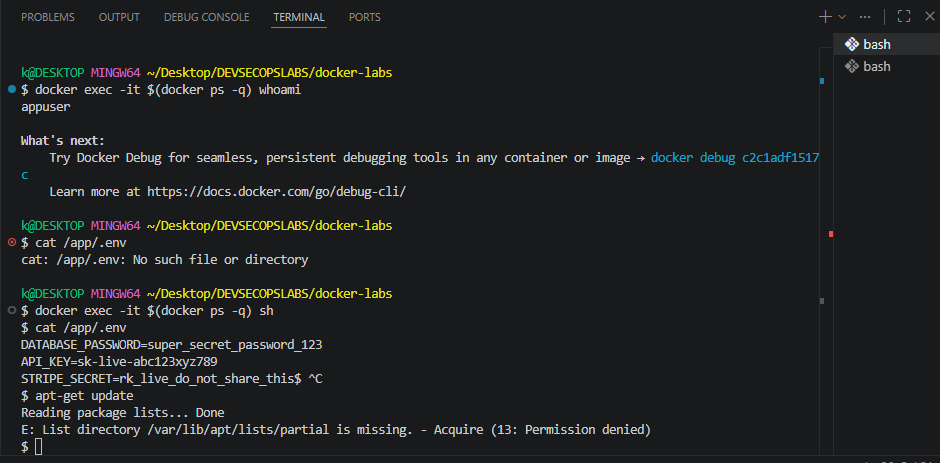 PROBLEMS OUTPUT DEBUG CONSOLE TERMINAL PORTS
bash
bash
k@DESKTOP MINGW64 ~/Desktop/DEVSECOPSLABS/docker-labs
$ docker exec -it $(docker ps -q) whoami
appuser
What's next:
Try Docker Debug for seamless, persistent debugging tools in any container or image → docker debug c2c1adf1517
c
Learn more at https://docs.docker.com/go/debug-cli/
k@DESKTOP MINGW64 ~/Desktop/DEVSECOPSLABS/docker-labs
$ cat /app/.env
cat: /app/.env: No such file or directory
k@DESKTOP MINGW64 ~/Desktop/DEVSECOPSLABS/docker-labs
$ docker exec -it $(docker ps -q) sh
$ cat /app/.env
DATABASE_PASSWORD=super_secret_password_123
API_KEY=sk-live-abc123xyz789
STRIPE_SECRET=rk_live_do_not_share_this$ ^C
$ apt-get update
Reading package lists... Done
E: List directory /var/lib/apt/lists/partial is missing. - Acquire (13: Permission denied)
$